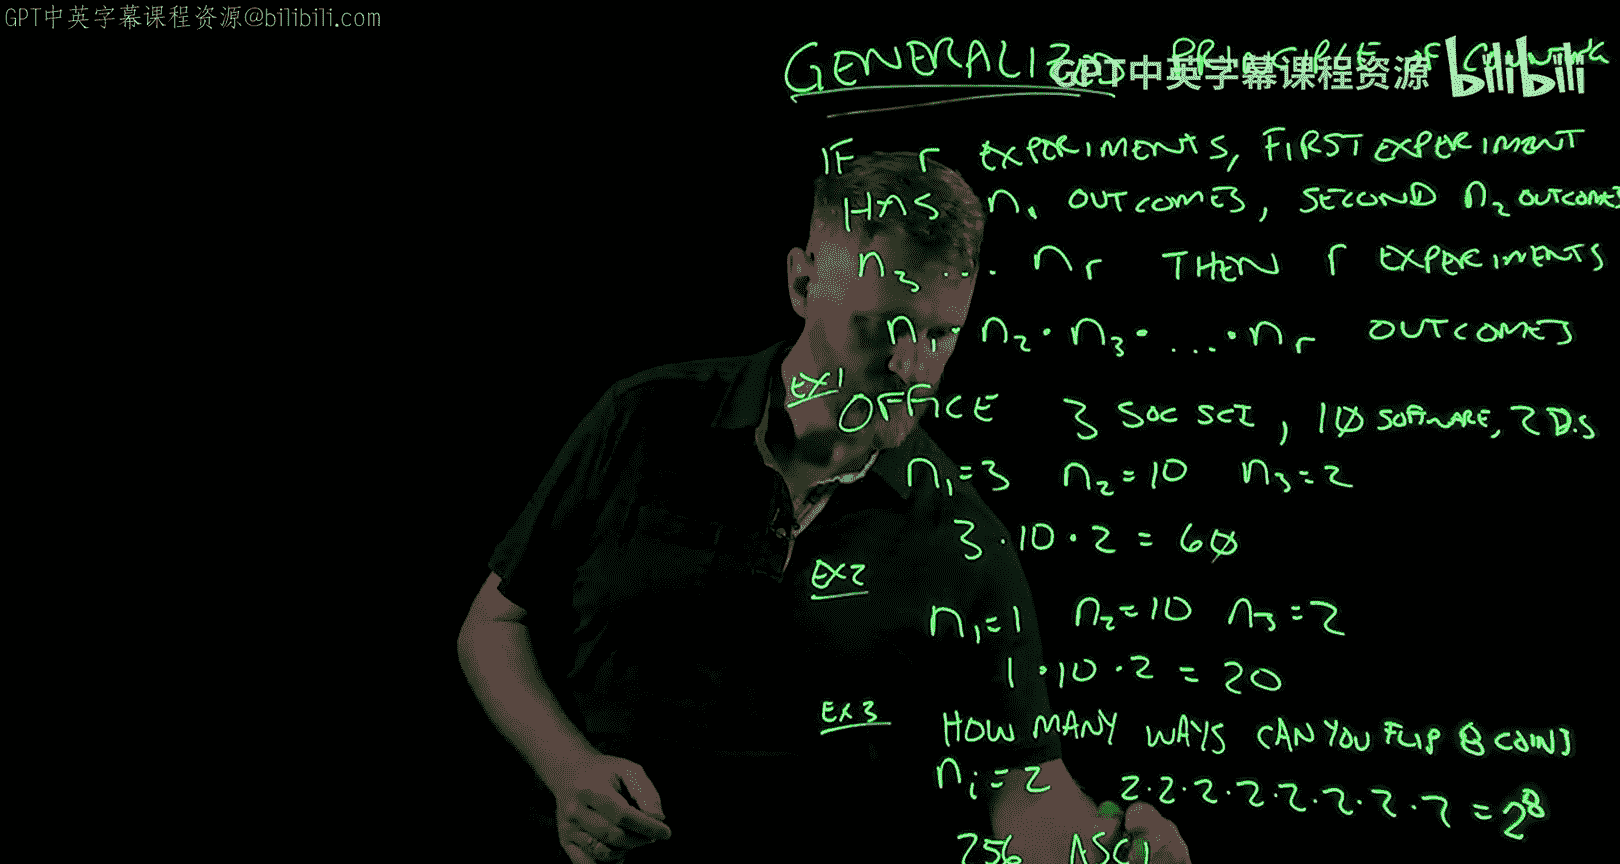 GPT中英字幕课程资源@bilibili.com
GENERALIZED PRINCIPLE OF
GPT中英字幕课程资源 bilibili
IF r EXPERIMENTS, FIRST EXPERIMENT
HAS n₁ OUTCOMES, SECOND n₂ OUTCOMES
n₃ ... nᵣ THEN r EXPERIMENTS
n₁ · n₂ · n₃ · ... · nᵣ OUTCOMES
EX1
OFFICE 3 SOC SCI, 10 SOFTWARE, 2 D.S
n₁=3 n₂=10 n₃=2
3 · 10 · 2 = 60
EX2
n₁=1 n₂=10 n₃=2
1 · 10 · 2 = 20
EX3
HOW MANY WAYS CAN YOU FLIP 8 COINS
nᵢ=2 2·2·2·2·2·2·2·2 = 2⁸
256 ASCI